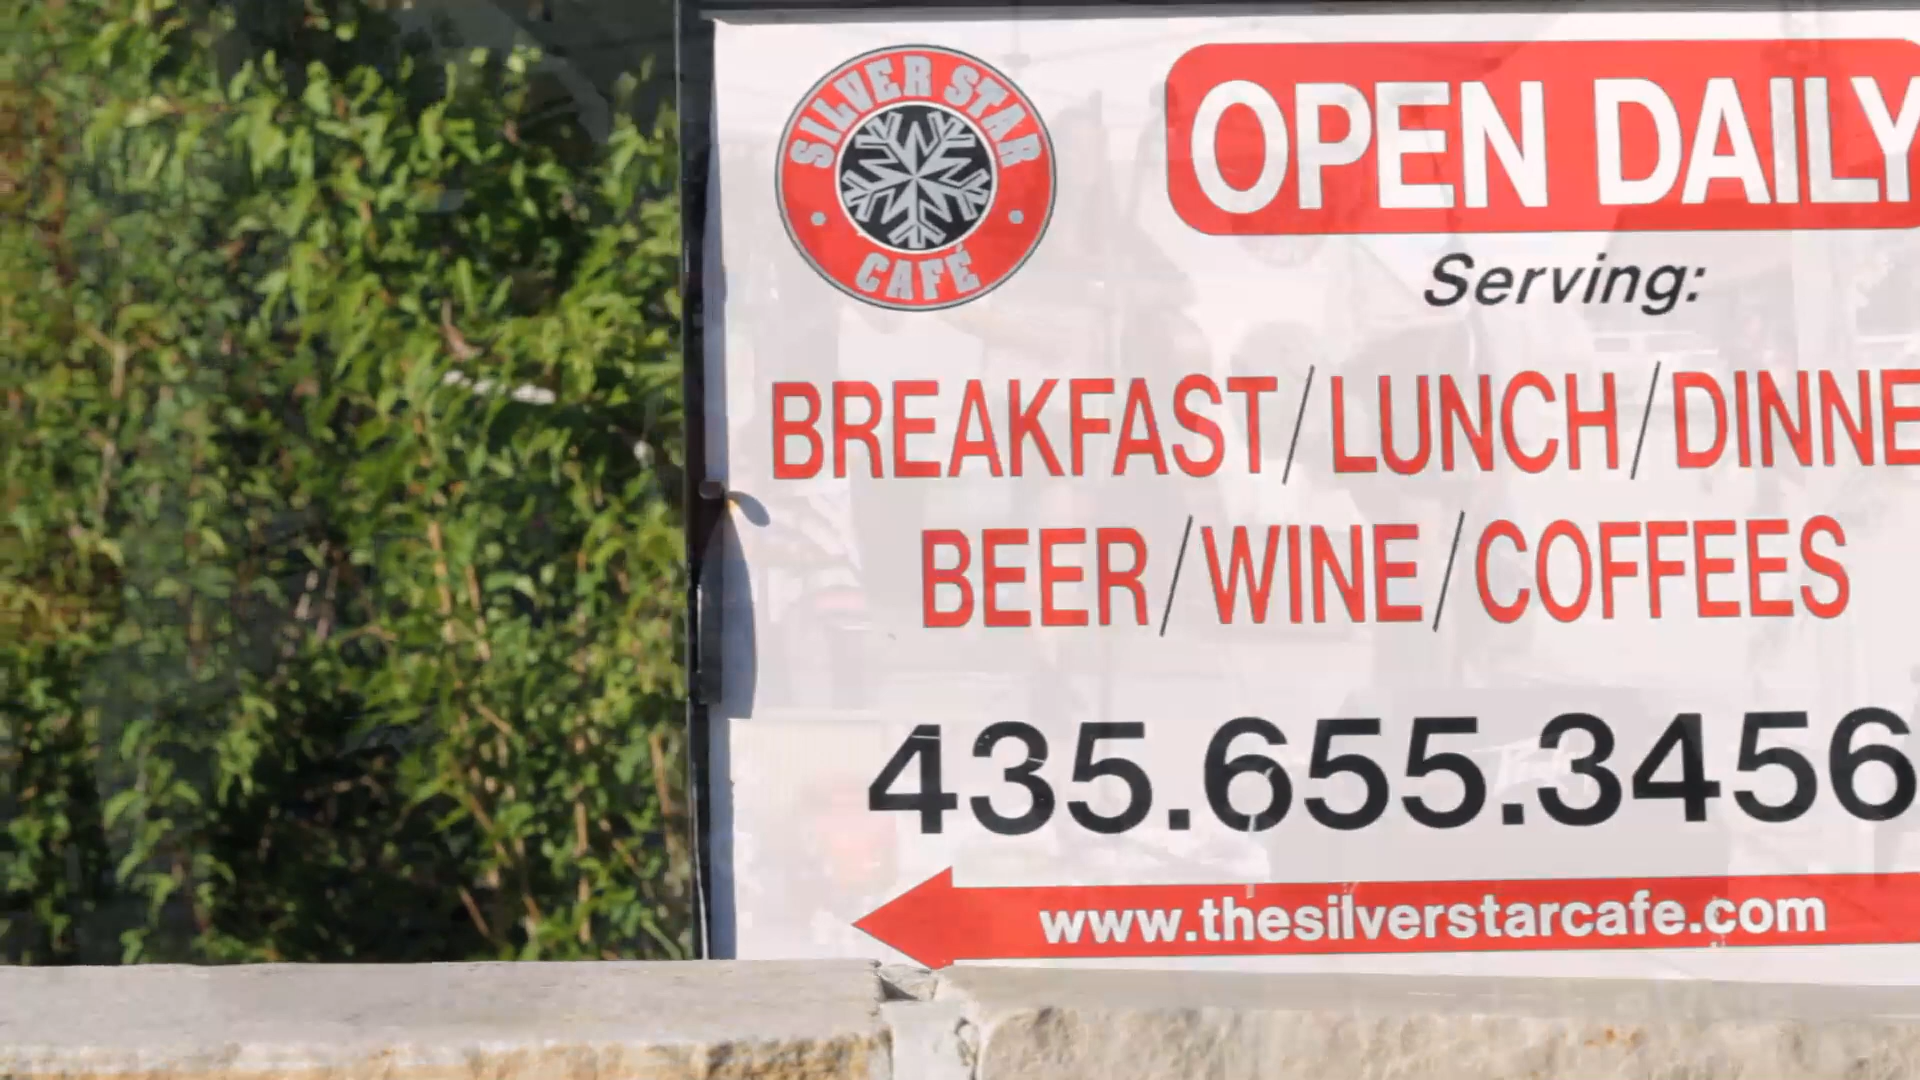 SILVER STAR
CAFÉ
OPEN DAILY
Serving:
BREAKFAST/LUNCH/DINNE
BEER/WINE/COFFEES
435.655.3456
www.thesilverstarcafe.com